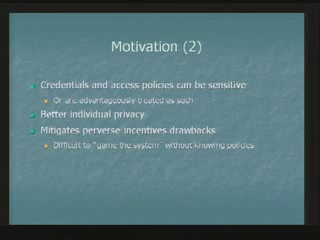 Motivation (2)
Credentials and access policies can be sensitive
Or are advantageously treated as such
Better individual privacy
Mitigates perverse incentives drawbacks
Difficult to "game the system" without knowing policies